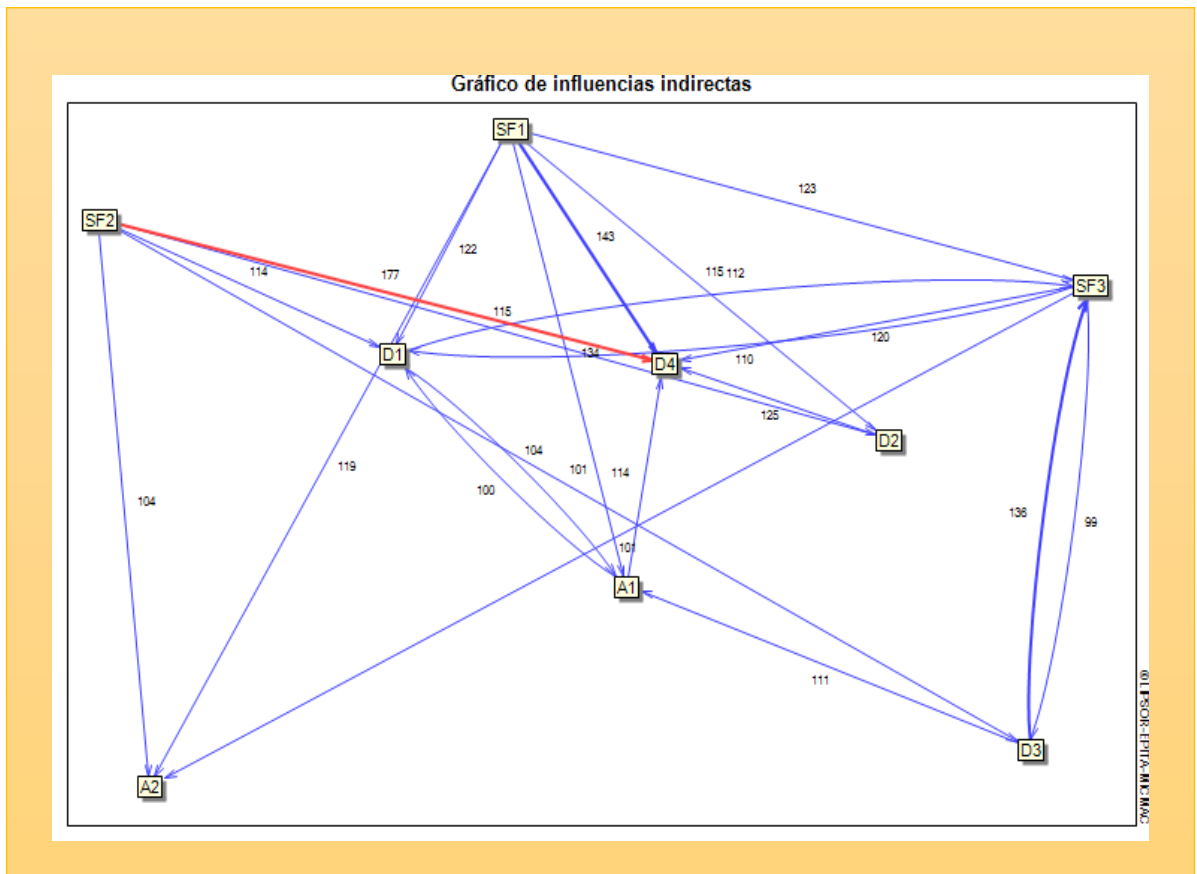 Gráfico de influencias indirectas
SF1
123
SF2
143
122
114
177
115 112
SF3
115
120
134
D1
D4
110
125
D2
104
119
101
114
100
104
136
99
101
A1
111
D3
A2
©LIPSOR-EPITA-MICMAC